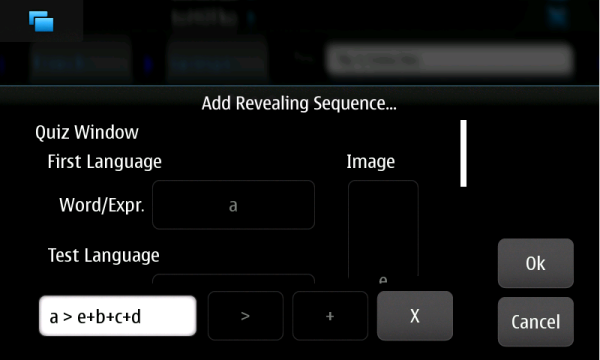 Add Revealing Sequence...
Quiz Window
First Language
Image
Word/Expr.
a
Test Language
e
Ok
a > e+b+c+d
>
+
X
Cancel